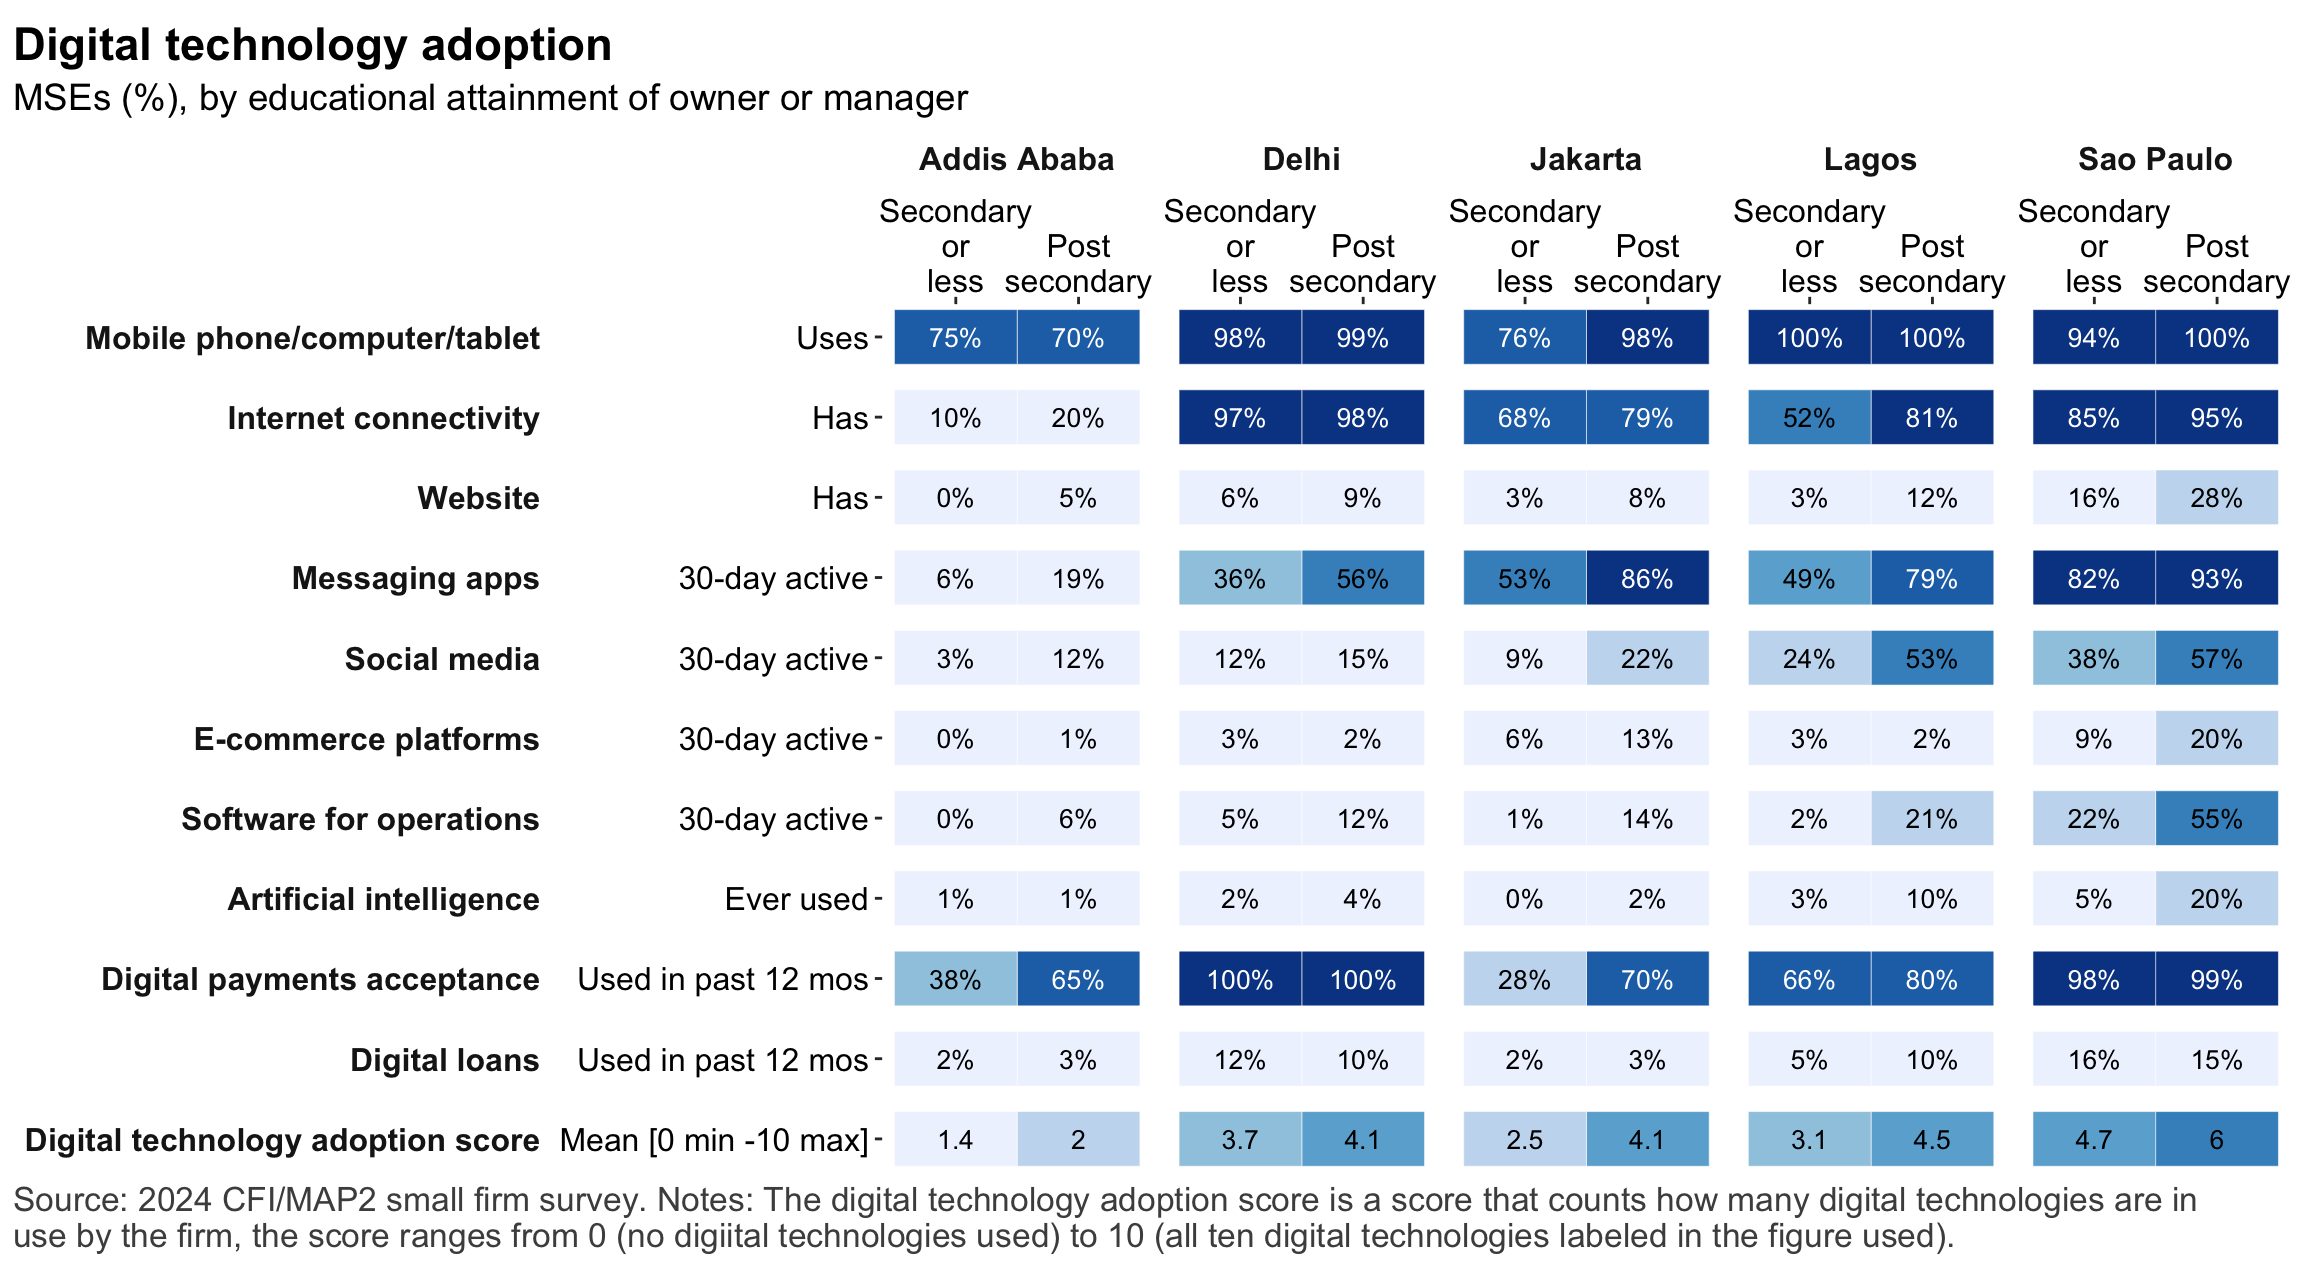 Digital technology adoption
MSEs (%), by educational attainment of owner or manager
Addis Ababa Delhi Jakarta Lagos Sao Paulo
Secondary Secondary Secondary Secondary Secondary
or Post or Post or Post or Post or Post
less secondary less secondary less secondary less secondary less secondary
Mobile phone/computer/tablet Uses 75% 70% 98% 99% 76% 98% 100% 100% 94% 100%
Internet connectivity Has 10% 20% 97% 98% 68% 79% 52% 81% 85% 95%
Website Has 0% 5% 6% 9% 3% 8% 3% 12% 16% 28%
Messaging apps 30-day active 6% 19% 36% 56% 53% 86% 49% 79% 82% 93%
Social media 30-day active 3% 12% 12% 15% 9% 22% 24% 53% 38% 57%
E-commerce platforms 30-day active 0% 1% 3% 2% 6% 13% 3% 2% 9% 20%
Software for operations 30-day active 0% 6% 5% 12% 1% 14% 2% 21% 22% 55%
Artificial intelligence Ever used 1% 1% 2% 4% 0% 2% 3% 10% 5% 20%
Digital payments acceptance Used in past 12 mos 38% 65% 100% 100% 28% 70% 66% 80% 98% 99%
Digital loans Used in past 12 mos 2% 3% 12% 10% 2% 3% 5% 10% 16% 15%
Digital technology adoption score Mean [0 min -10 max] 1.4 2 3.7 4.1 2.5 4.1 3.1 4.5 4.7 6
Source: 2024 CFI/MAP2 small firm survey. Notes: The digital technology adoption score is a score that counts how many digital technologies are in
use by the firm, the score ranges from 0 (no digiital technologies used) to 10 (all ten digital technologies labeled in the figure used).